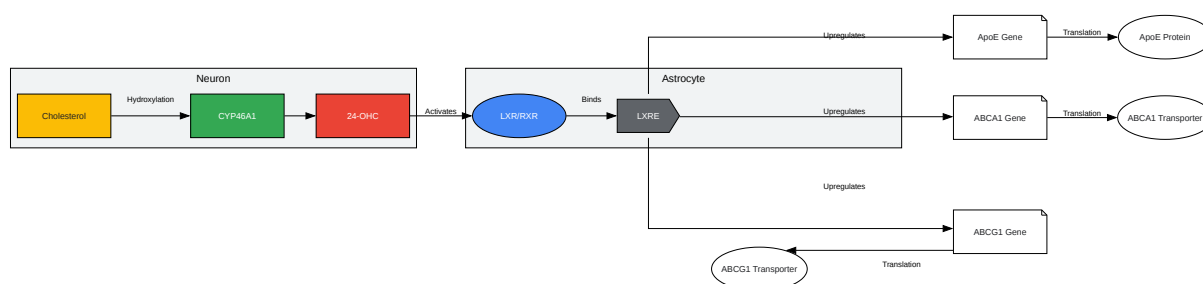 Neuron
Cholesterol
Hydroxylation
CYP46A1
24-OHC
Activates
Astrocyte
LXR/RXR
Binds
LXRE
Upregulates
ApoE Gene
Translation
ApoE Protein
Upregulates
ABCA1 Gene
Translation
ABCA1 Transporter
Upregulates
ABCG1 Gene
Translation
ABCG1 Transporter